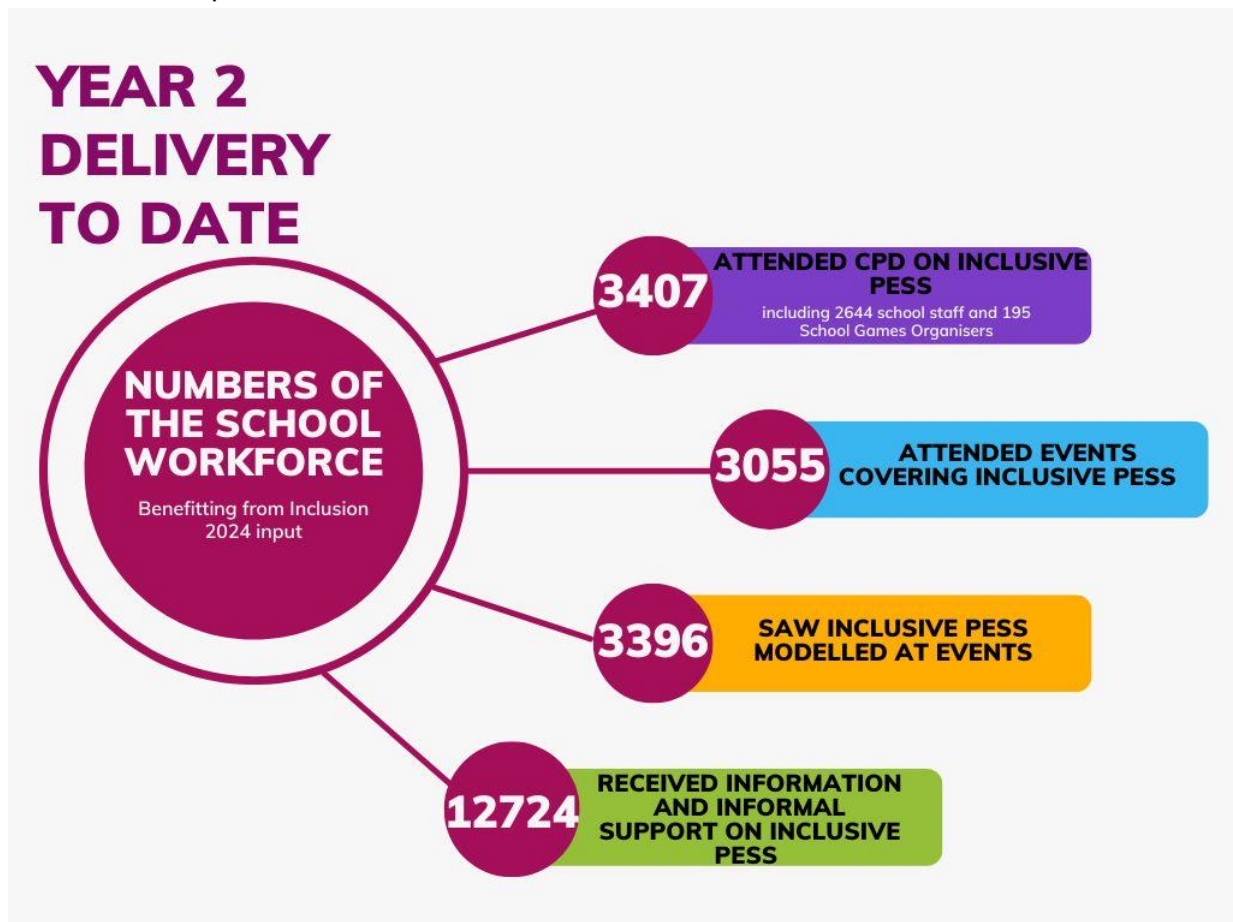 YEAR 2
DELIVERY
TO DATE
NUMBERS OF
THE SCHOOL
WORKFORCE
Benefitting from Inclusion
2024 input
3407
ATTENDED CPD ON INCLUSIVE
PESS
including 2644 school staff and 195
School Games Organisers
3055
ATTENDED EVENTS
COVERING INCLUSIVE PESS
3396
SAW INCLUSIVE PESS
MODELLED AT EVENTS
12724
RECEIVED INFORMATION
AND INFORMAL
SUPPORT ON INCLUSIVE
PESS